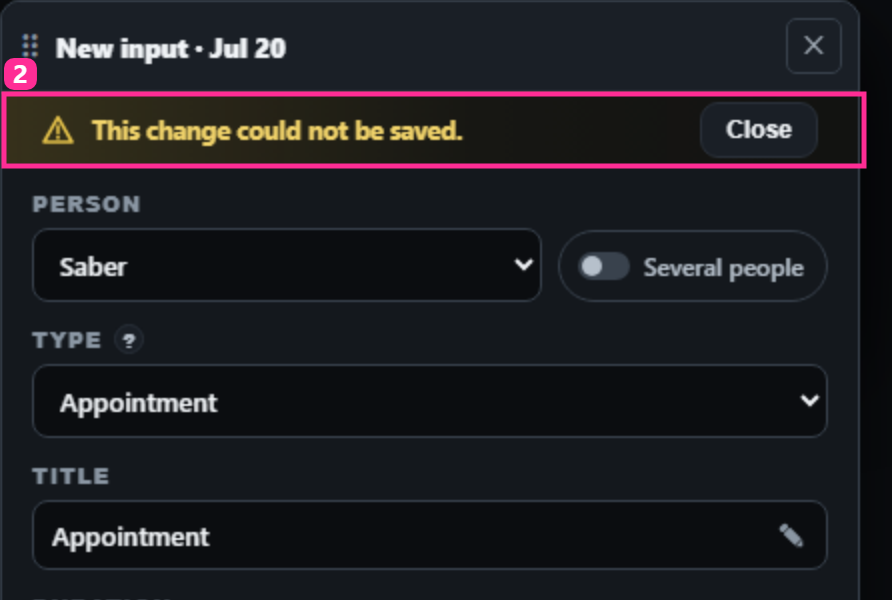 New input • Jul 20
2
This change could not be saved.
Close
PERSON
Saber
Several people
TYPE ?
Appointment
TITLE
Appointment